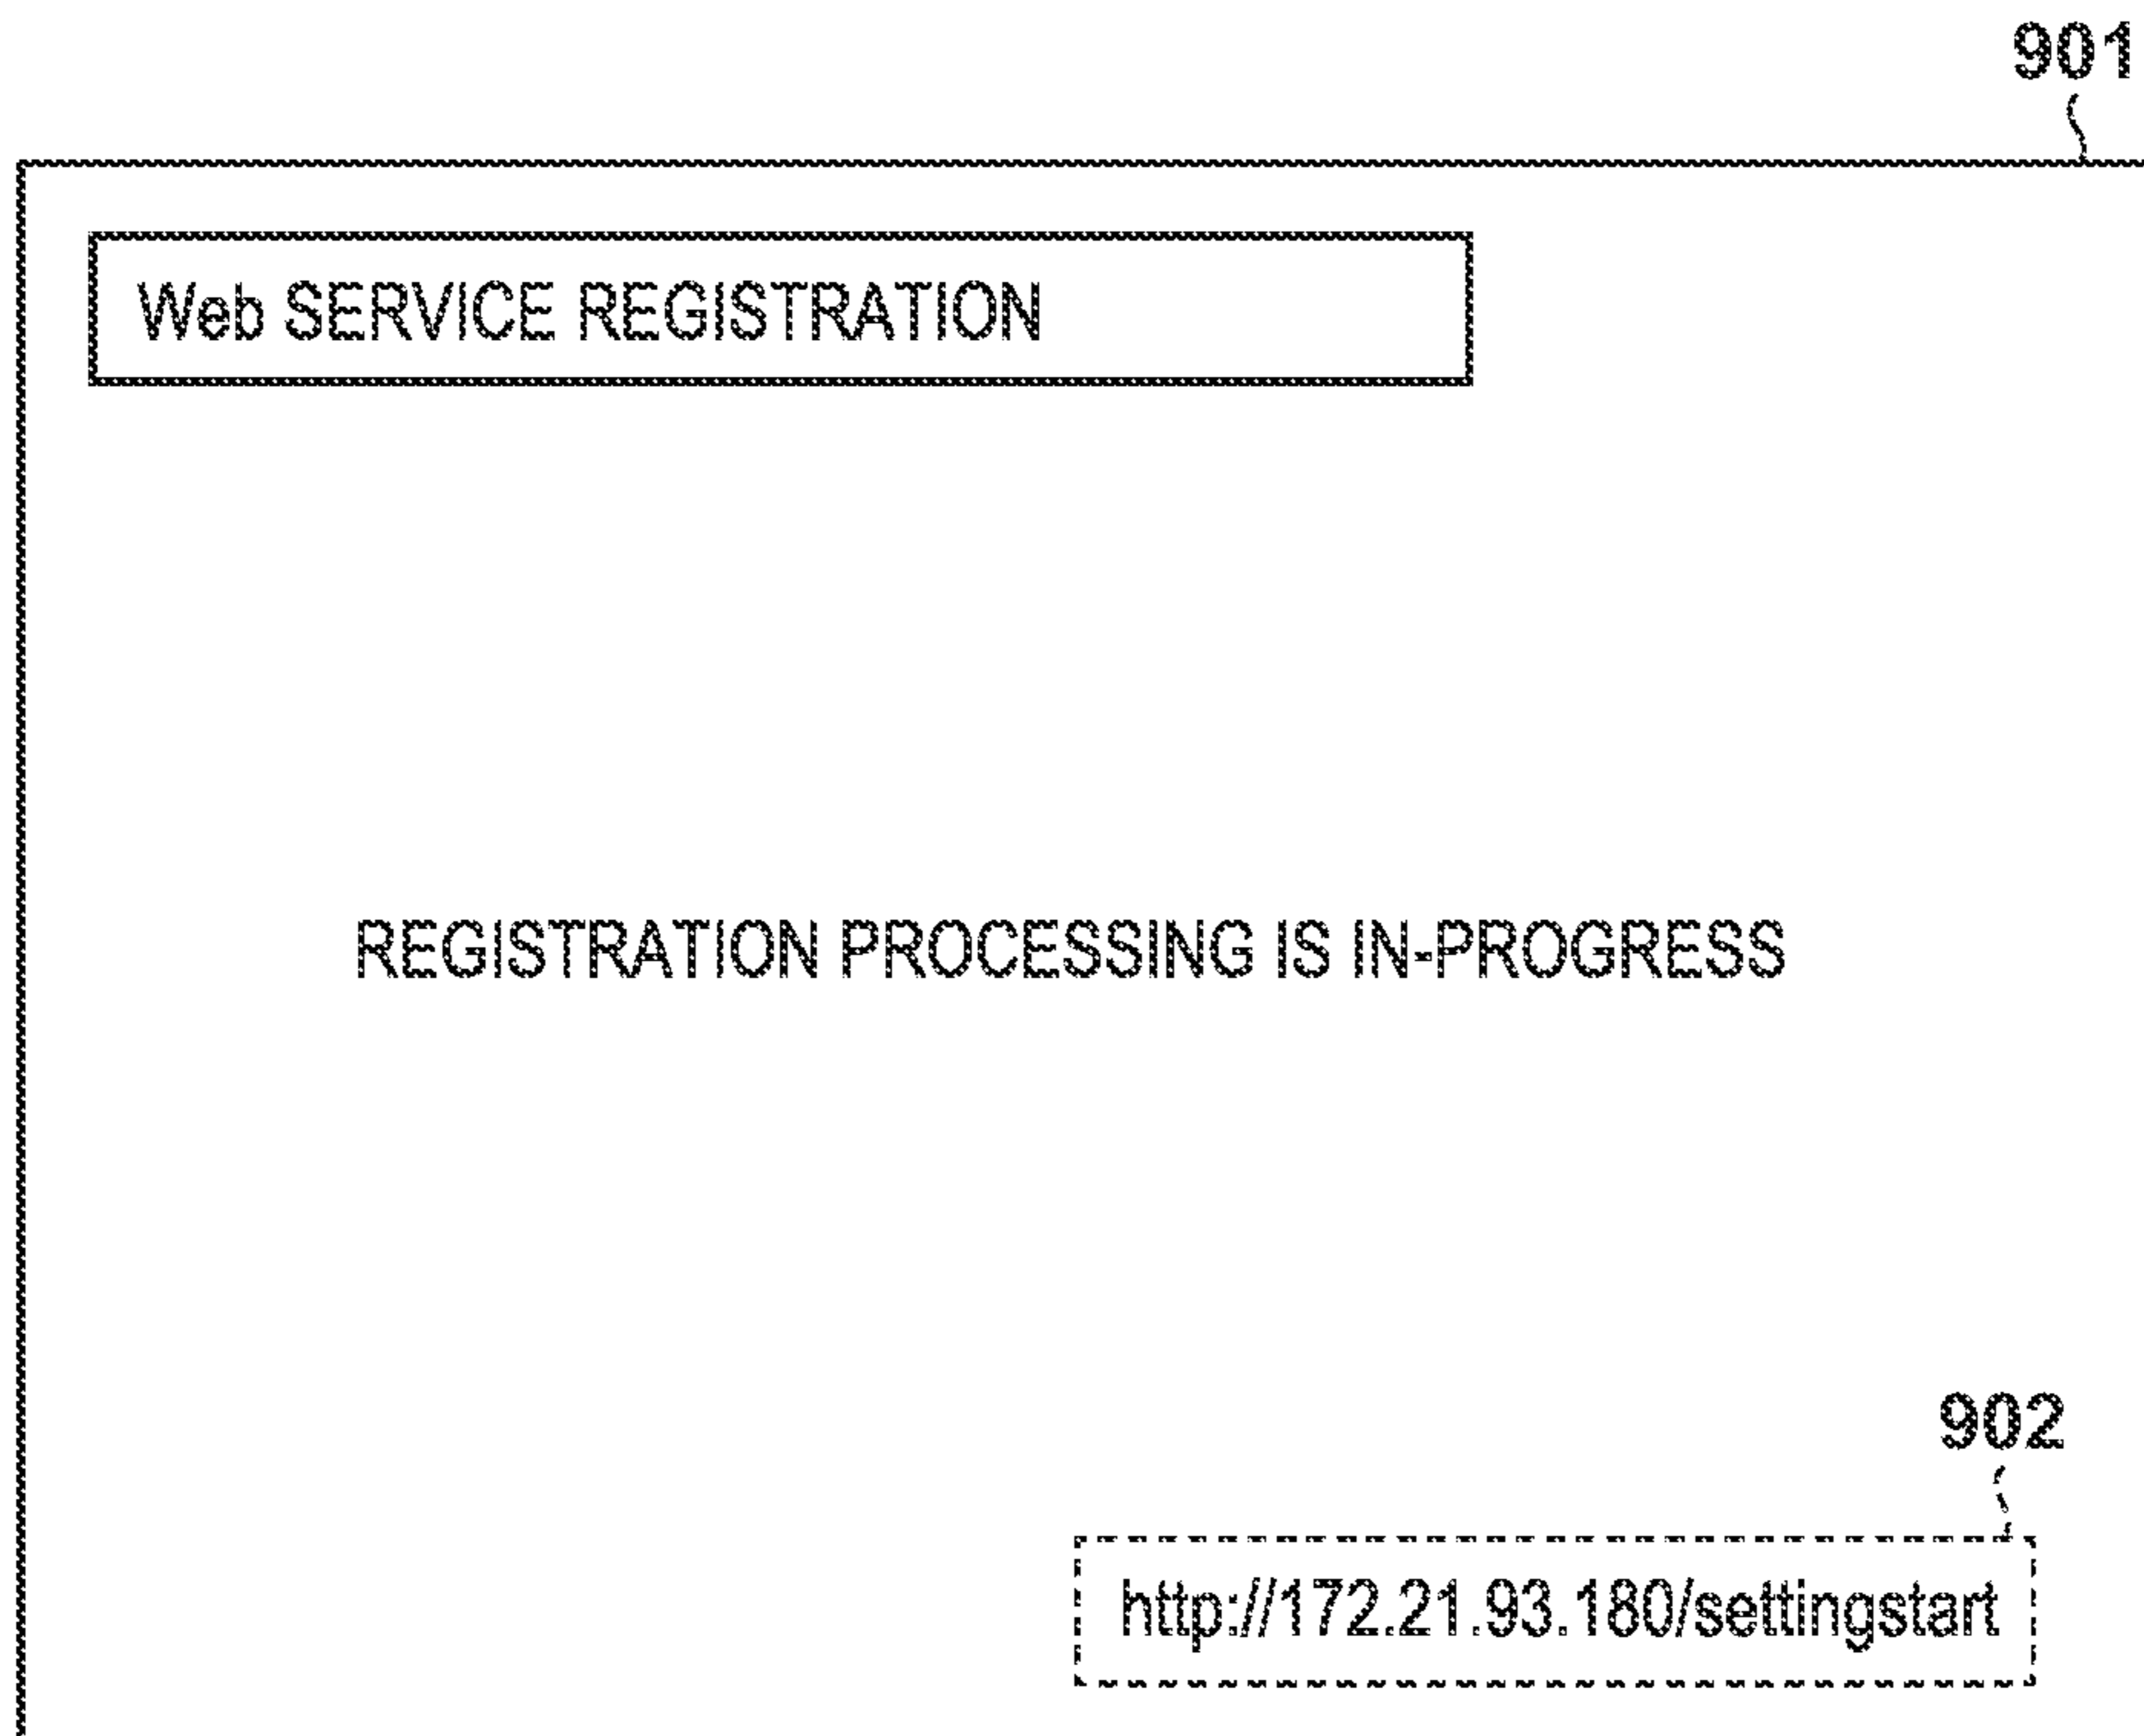 901
Web SERVICE REGISTRATION
REGISTRATION PROCESSING IS IN-PROGRESS
902
http://172.21.93.180/settingstart